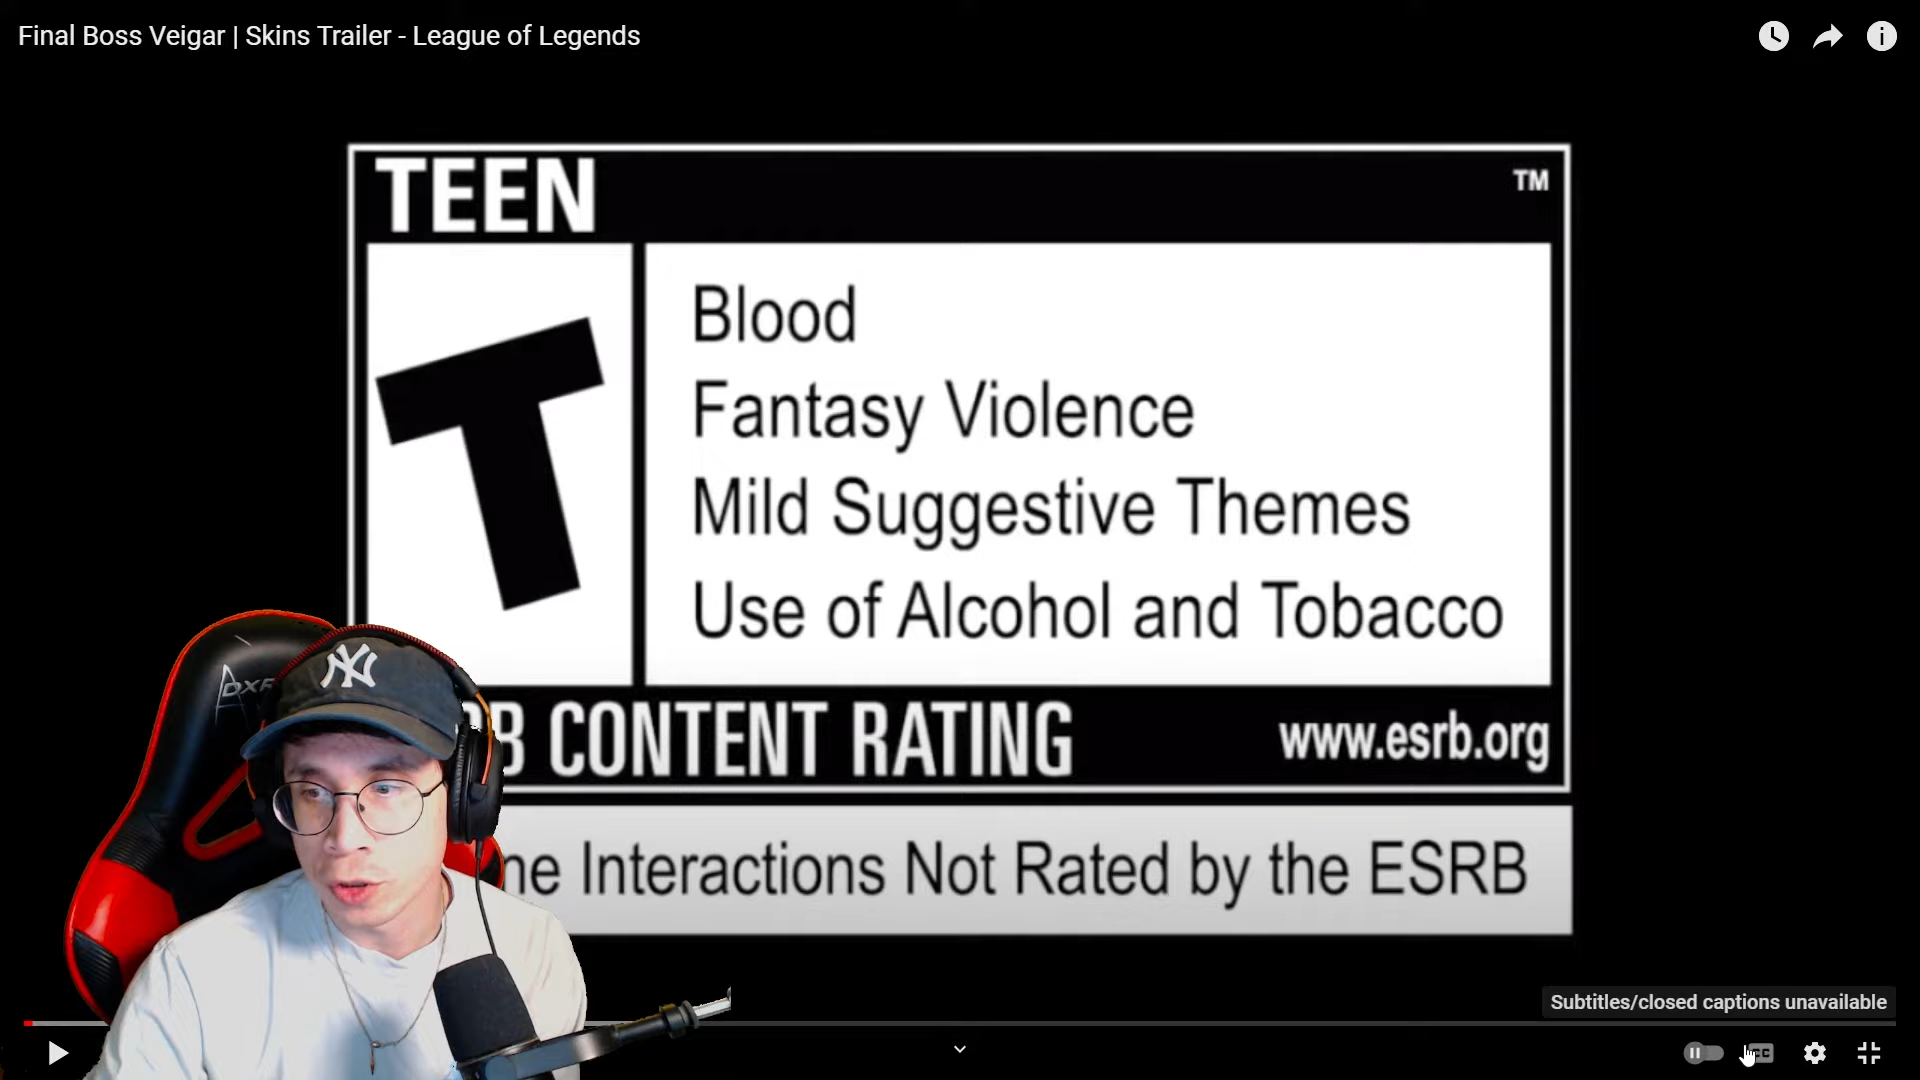 Final Boss Veigar | Skins Trailer - League of Legends
TEEN
TM
T
Blood
Fantasy Violence
Mild Suggestive Themes
Use of Alcohol and Tobacco
CONTENT RATING
www.esrb.org
Interactions Not Rated by the ESRB
NY
Subtitles/closed captions unavailable